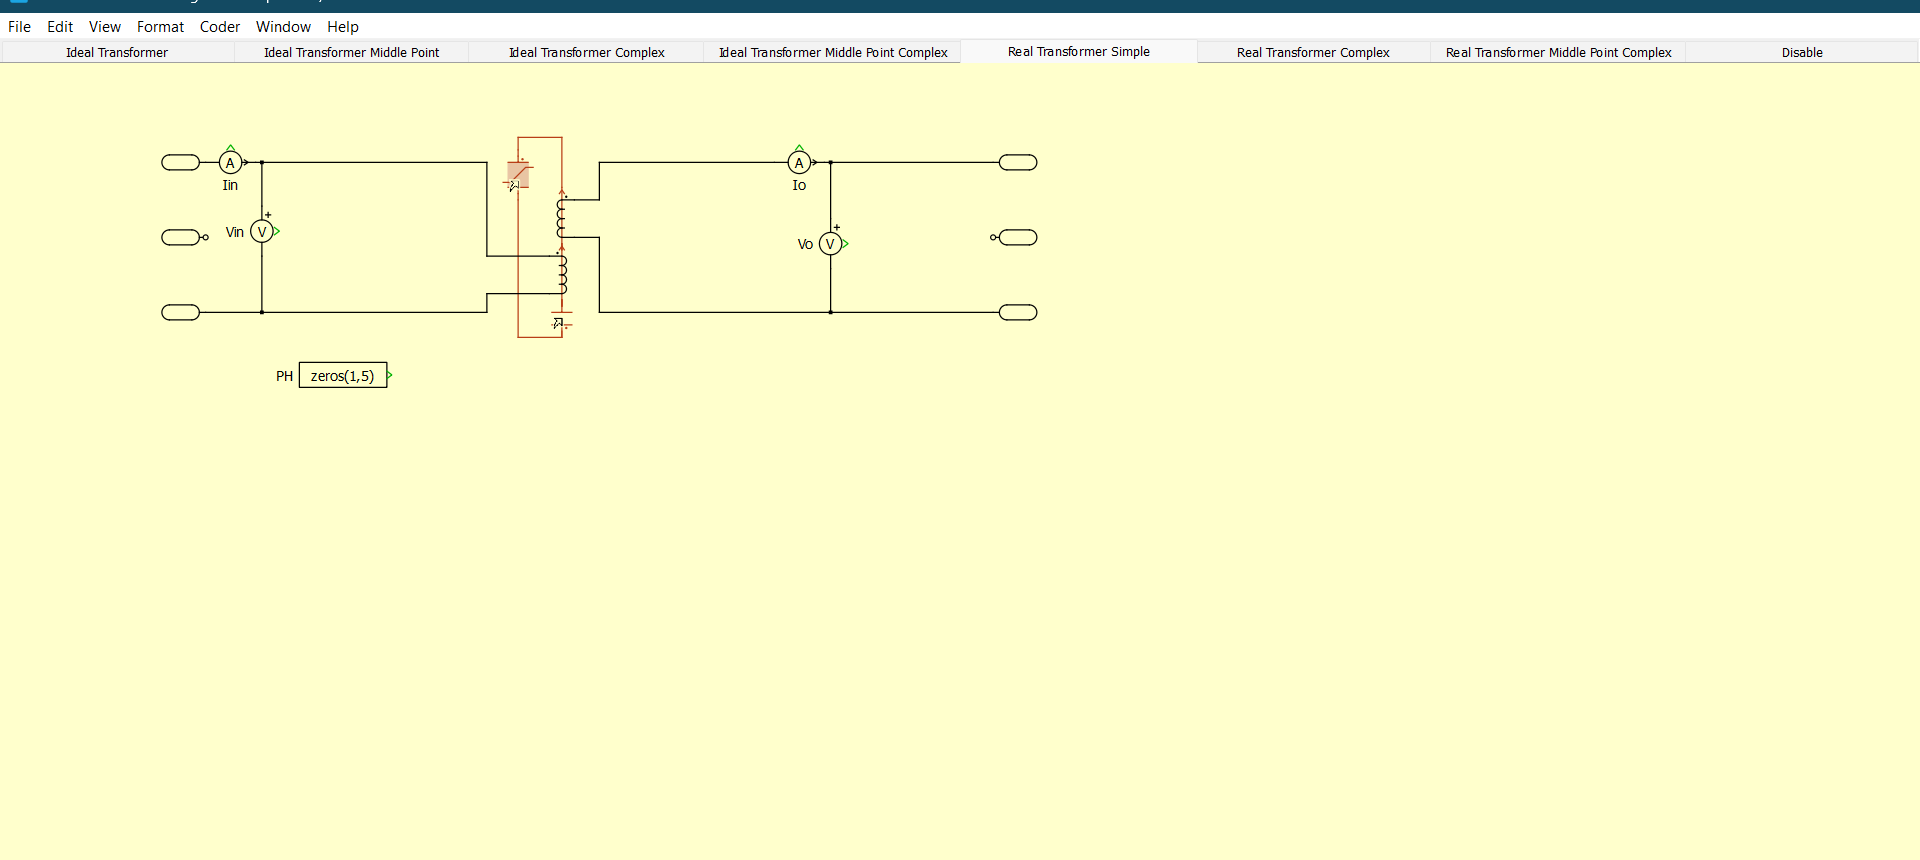 File Edit View Format Coder Window Help
Ideal Transformer Ideal Transformer Middle Point Ideal Transformer Complex Ideal Transformer Middle Point Complex Real Transformer Simple Real Transformer Complex Real Transformer Middle Point Complex Disable
A A
Iin Io
Vin V + Vo V +
PH zeros(1,5)